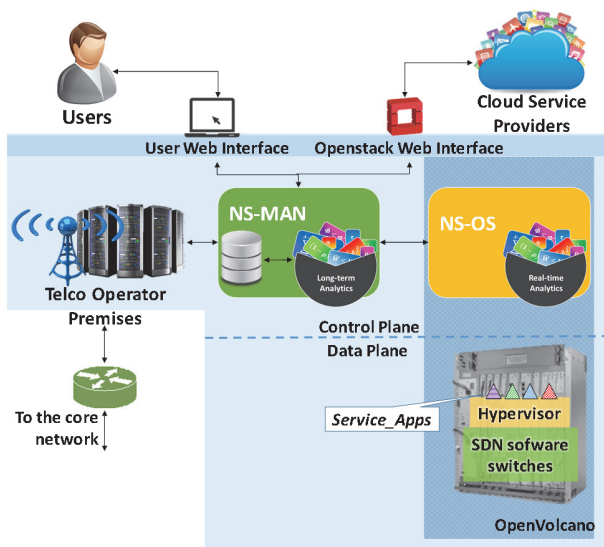 Users
Cloud Service
Providers
User Web Interface
Openstack Web Interface
NS-MAN
NS-OS
Long-term
Analytics
Real-time
Analytics
Telco Operator
Premises
Control Plane
Data Plane
Service_Apps
Hypervisor
SDN sofware
switches
To the core
network
OpenVolcano